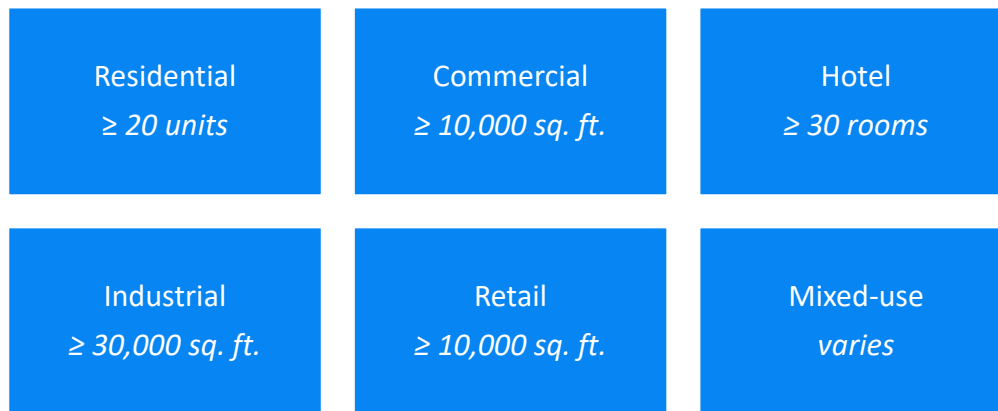 Residential
≥ 20 units
Commercial
≥ 10,000 sq. ft.
Hotel
≥ 30 rooms
Industrial
≥ 30,000 sq. ft.
Retail
≥ 10,000 sq. ft.
Mixed-use
varies